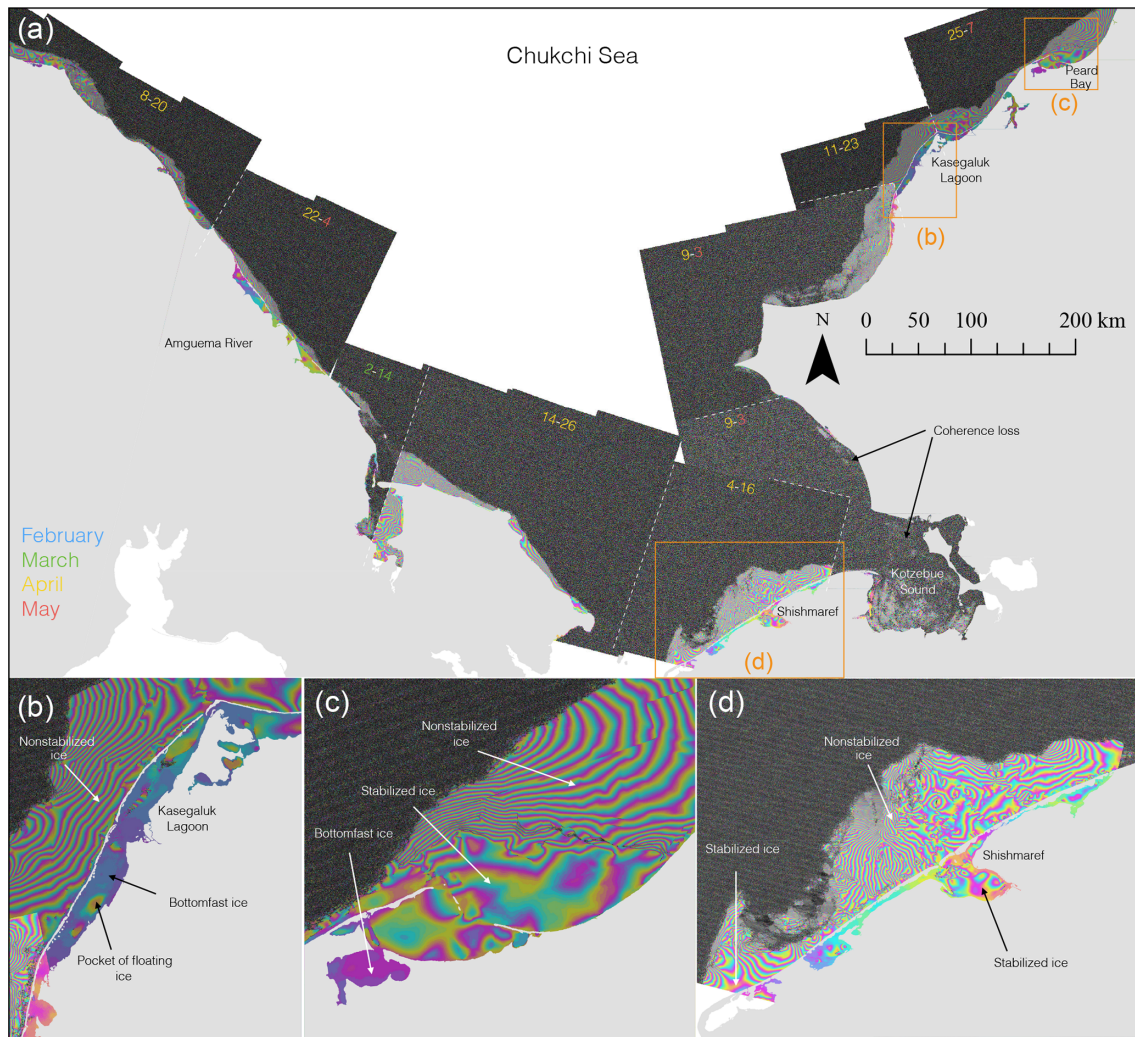 (a)
Chukchi Sea
25-7
Peard
Bay
(c)
8-20
11-23
Kasegaluk
Lagoon
(b)
22-4
9-3
N
0 50 100 200 km
Amguema River
2-14
14-26
9-3
Coherence loss
4-16
February
March
April
May
Kotzebue
Sound
Shishmaref
(d)
(b)
Nonstabilized
ice
Kasegaluk
Lagoon
Bottomfast ice
Pocket of floating
ice
(c)
Nonstabilized
ice
Stabilized ice
Bottomfast ice
(d)
Nonstabilized
ice
Stabilized ice
Shishmaref
Stabilized ice